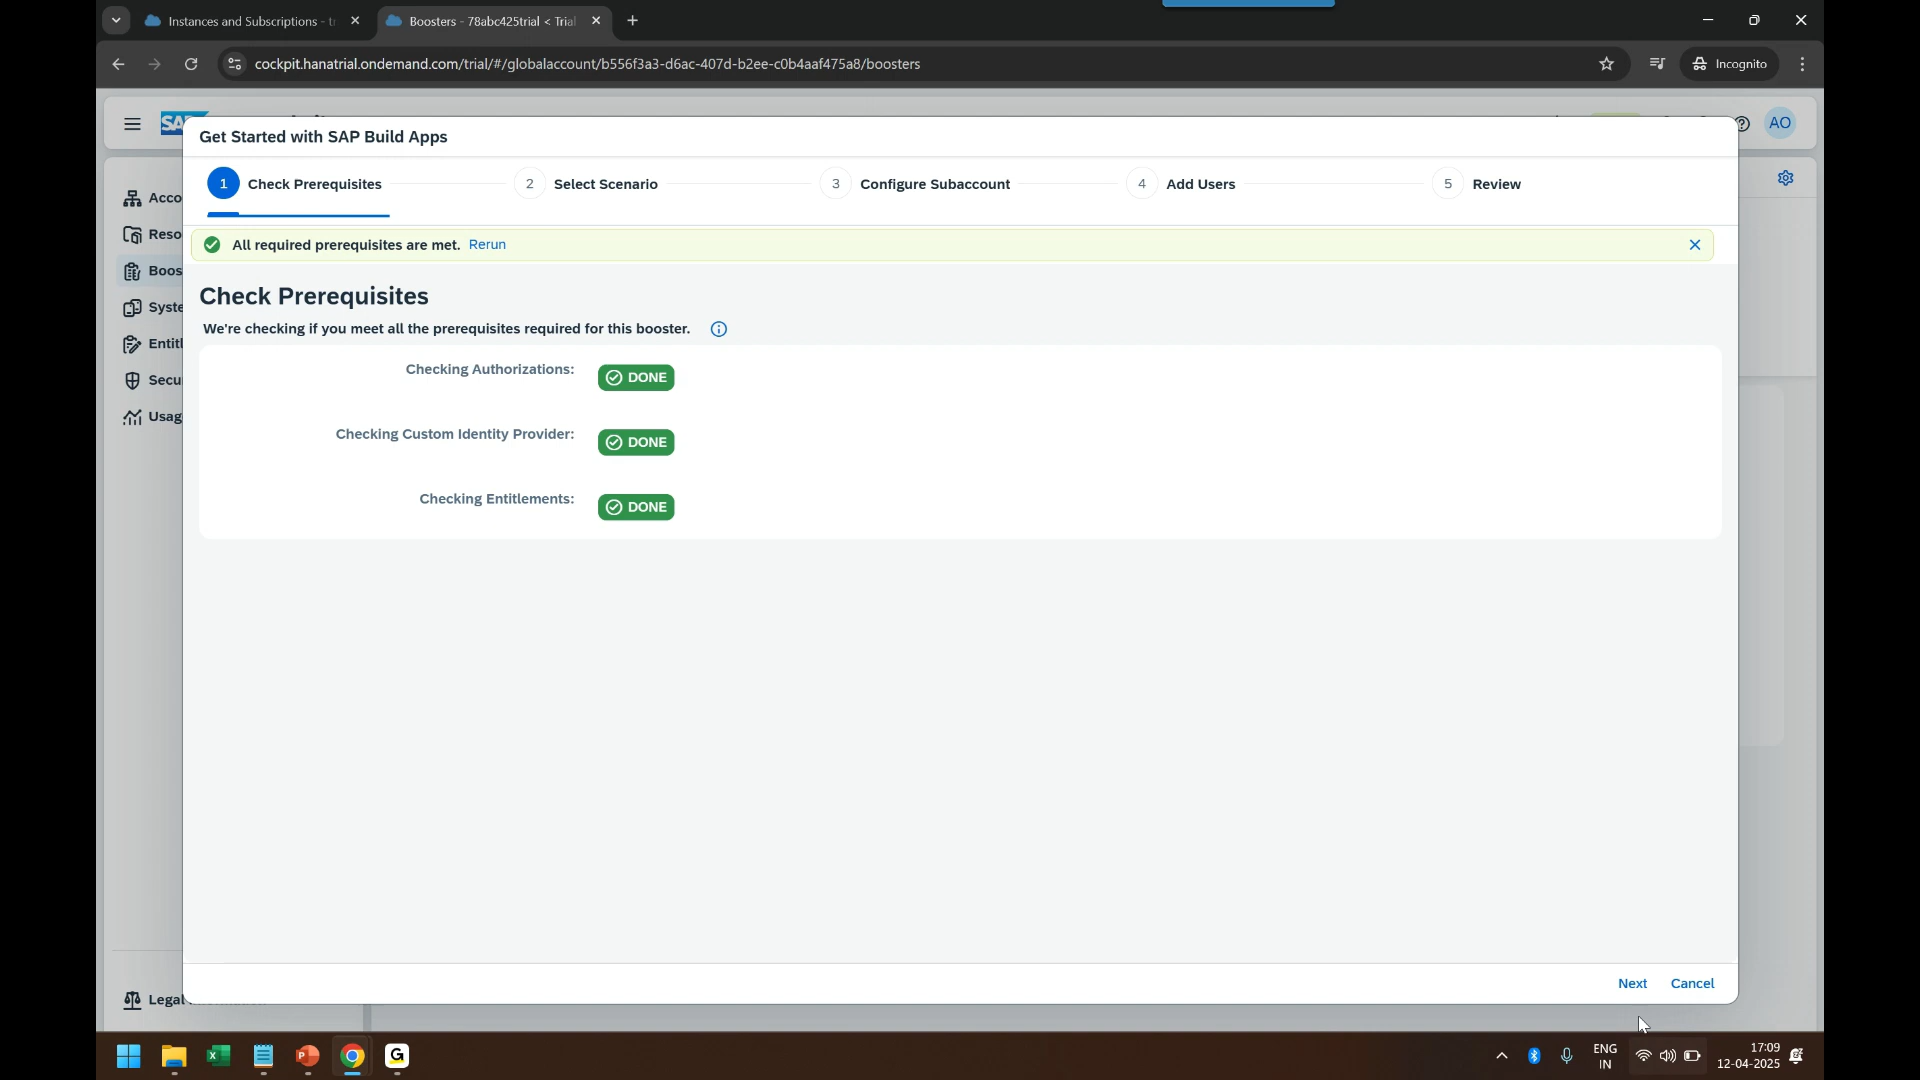 Instances and Subscriptions - tr
Boosters - 78abc425trial < Trial
cockpit.hanatrial.ondemand.com/trial/#/globalaccount/b556f3a3-d6ac-407d-b2ee-c0b4aaf475a8/boosters
Incognito
SAP
AO
Get Started with SAP Build Apps
1 Check Prerequisites
2 Select Scenario
3 Configure Subaccount
4 Add Users
5 Review
Acco
Reso
Boos
Syste
Entitl
Secu
Usag
All required prerequisites are met. Rerun
Check Prerequisites
We're checking if you meet all the prerequisites required for this booster.
Checking Authorizations: DONE
Checking Custom Identity Provider: DONE
Checking Entitlements: DONE
Next Cancel
Legal
ENG
IN
17:09
12-04-2025